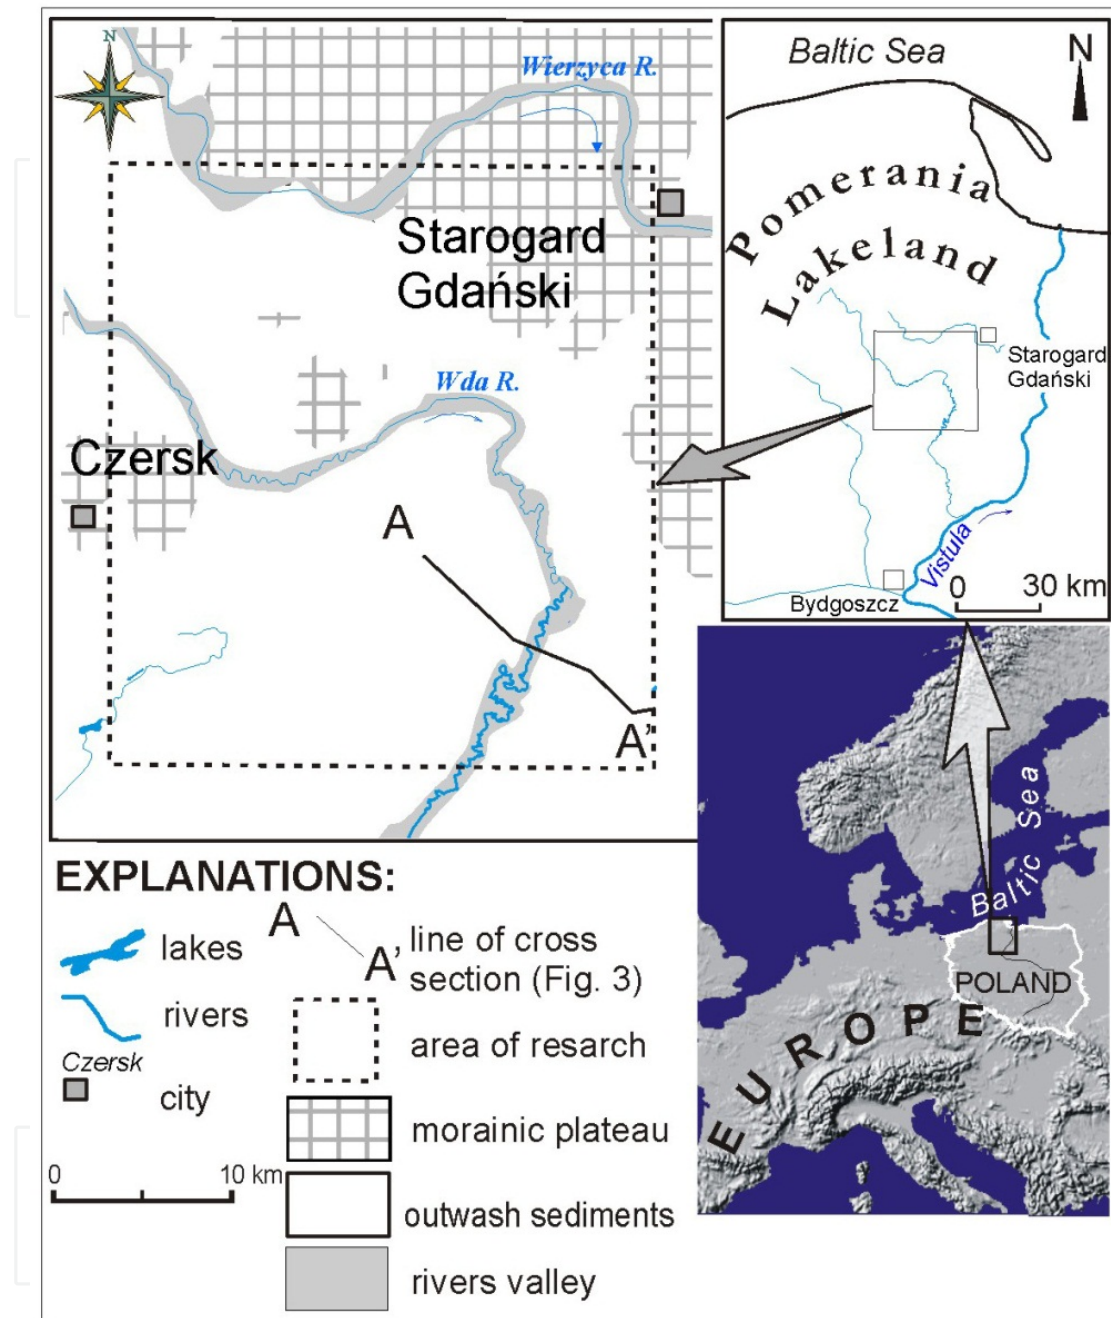 N
Wierzyca R.
Starogard
Gdański
Wda R.
Czersk
A
A'
Baltic Sea
N
Pomerania
Lakeland
Starogard
Gdański
Vistula
Bydgoszcz
0 30 km
Baltic Sea
POLAND
EUROPE
EXPLANATIONS:
lakes
rivers
Czersk
city
0 10 km
A
A'
line of cross
section (Fig. 3)
area of resarch
morainic plateau
outwash sediments
rivers valley